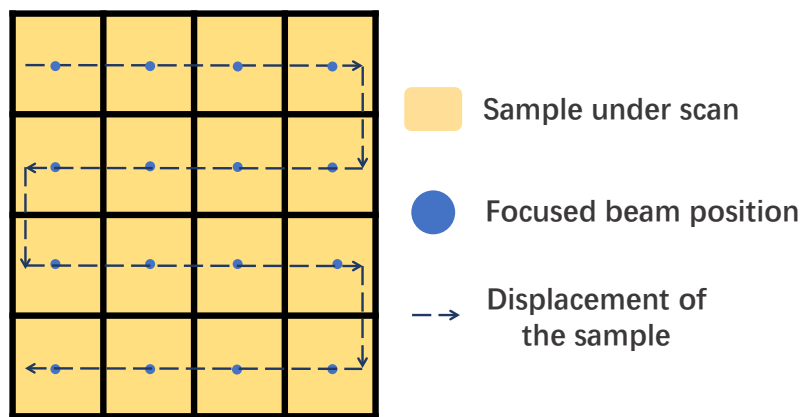 Sample under scan
Focused beam position
Displacement of
the sample